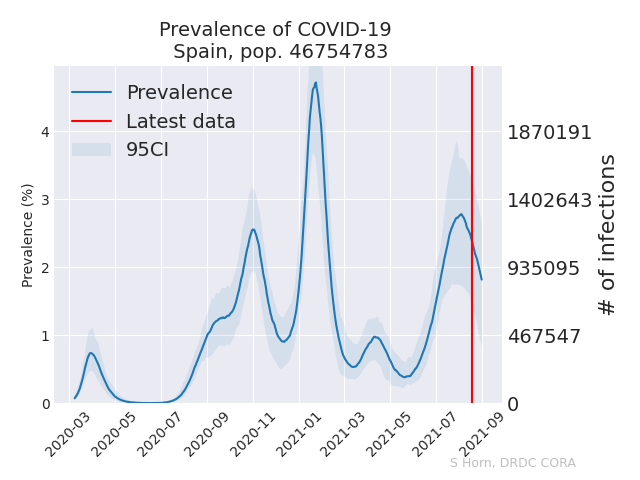 Prevalence of COVID-19
Spain, pop. 46754783
Prevalence
Latest data
95CI
Prevalence (%)
4
3
2
1
0
1870191
1402643
935095
467547
0
# of infections
2020-03
2020-05
2020-07
2020-09
2020-11
2021-01
2021-03
2021-05
2021-07
2021-09
S Horn, DRDC CORA